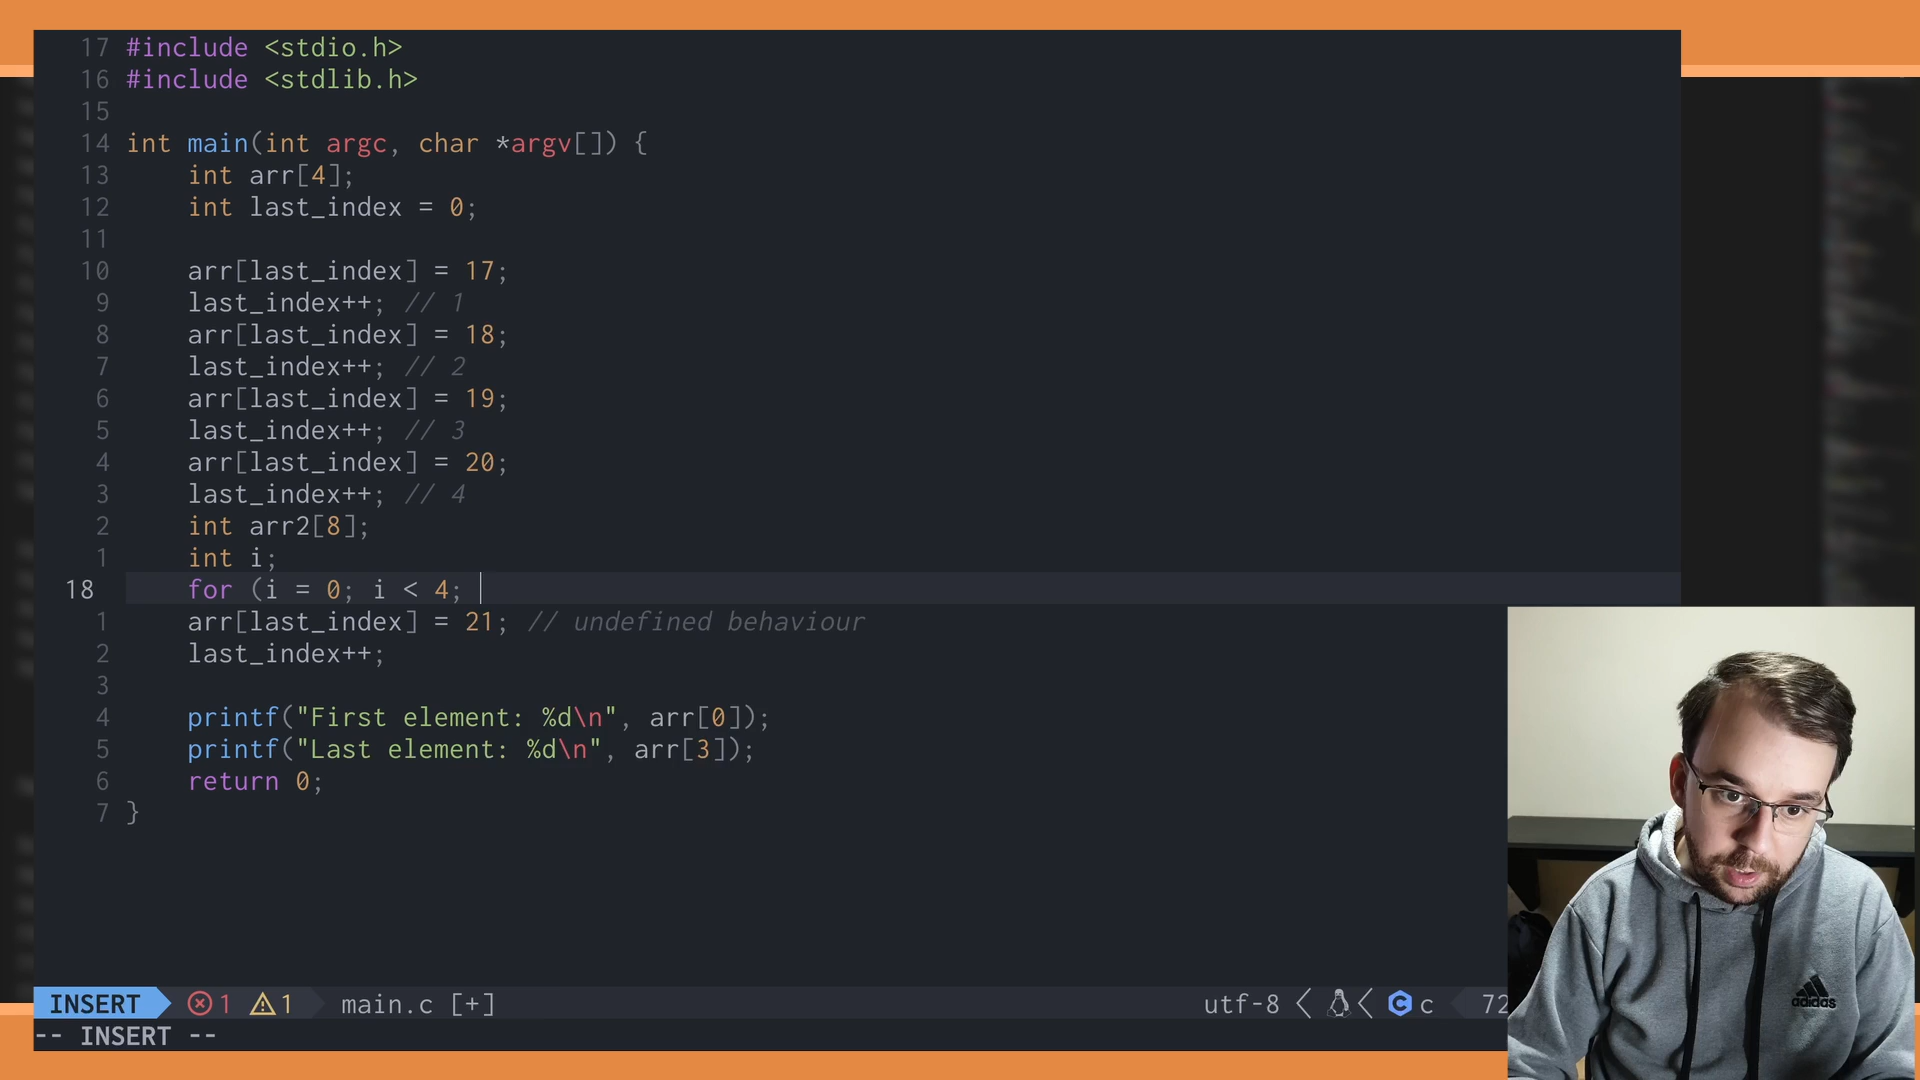 17 #include <stdio.h>
16 #include <stdlib.h>
15
14 int main(int argc, char *argv[]) {
13     int arr[4];
12     int last_index = 0;
11
10     arr[last_index] = 17;
9     last_index++; // 1
8     arr[last_index] = 18;
7     last_index++; // 2
6     arr[last_index] = 19;
5     last_index++; // 3
4     arr[last_index] = 20;
3     last_index++; // 4
2     int arr2[8];
1     int i;
18     for (i = 0; i < 4;
1     arr[last_index] = 21; // undefined behaviour
2     last_index++;
3
4     printf("First element: %d\n", arr[0]);
5     printf("Last element: %d\n", arr[3]);
6     return 0;
7 }
INSERT 1 1 main.c [+] utf-8 c 72
-- INSERT --
adidas